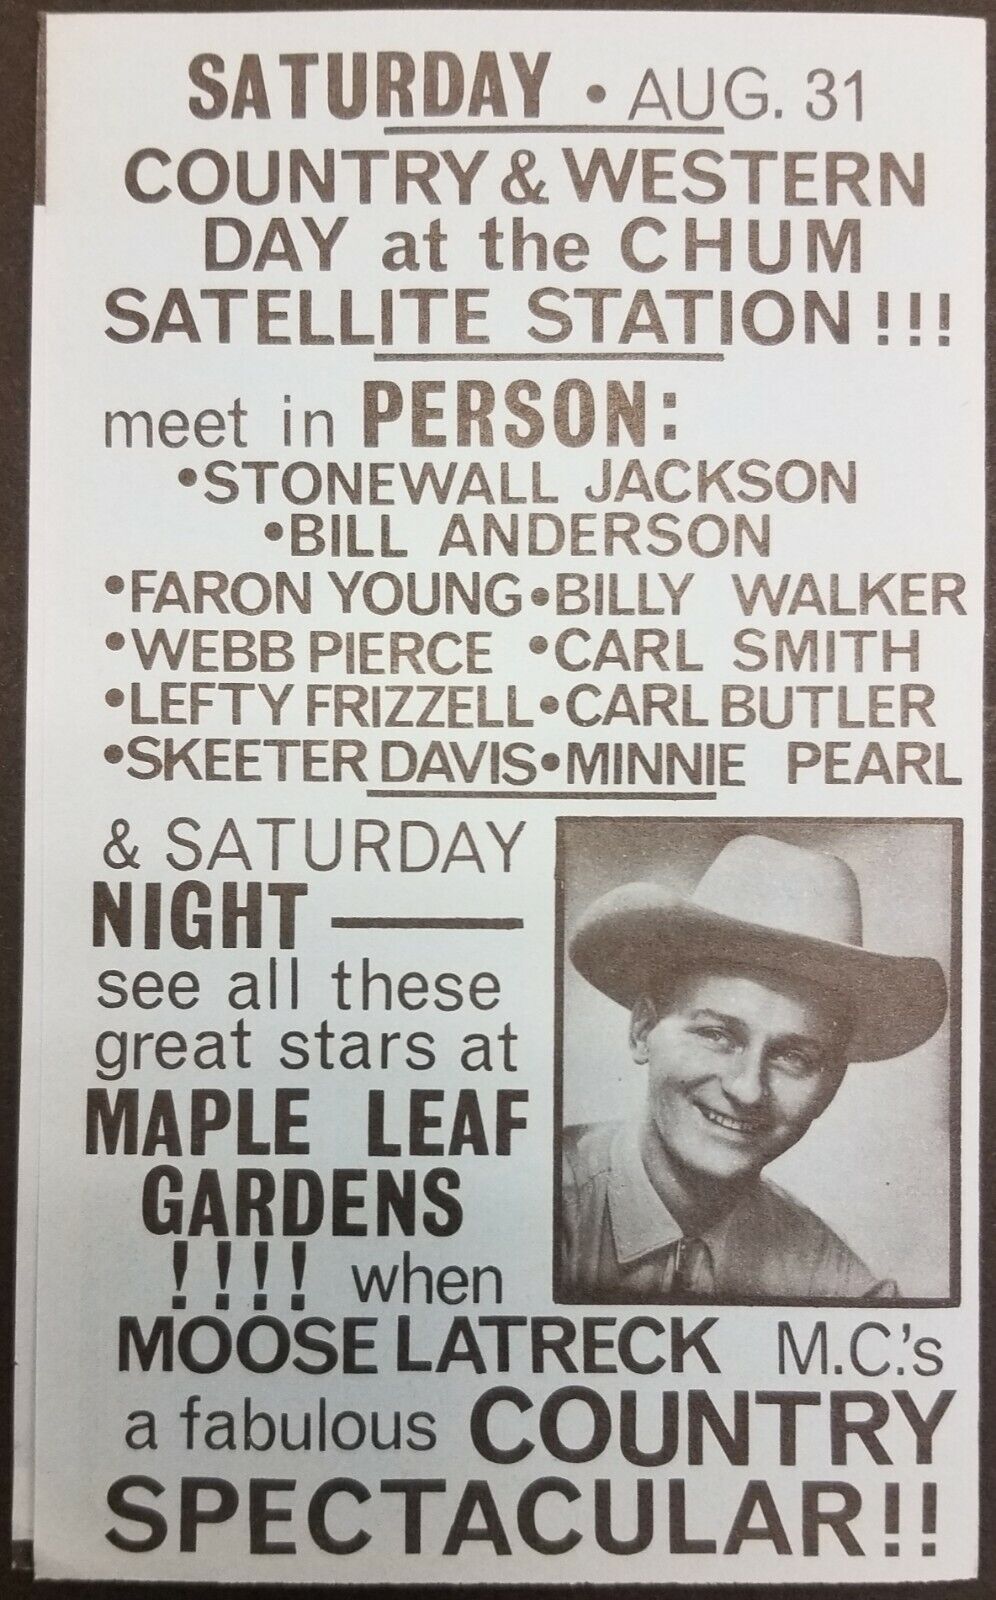 SATURDAY • AUG. 31
COUNTRY & WESTERN
DAY at the CHUM
SATELLITE STATION!!!
meet in PERSON:
•STONEWALL JACKSON
•BILL ANDERSON
•FARON YOUNG •BILLY WALKER
•WEBB PIERCE •CARL SMITH
•LEFTY FRIZZELL •CARL BUTLER
•SKEETER DAVIS •MINNIE PEARL
& SATURDAY
NIGHT —
see all these
great stars at
MAPLE LEAF
GARDENS
!!!! when
MOOSE LATRECK M.C.'s
a fabulous COUNTRY
SPECTACULAR!!